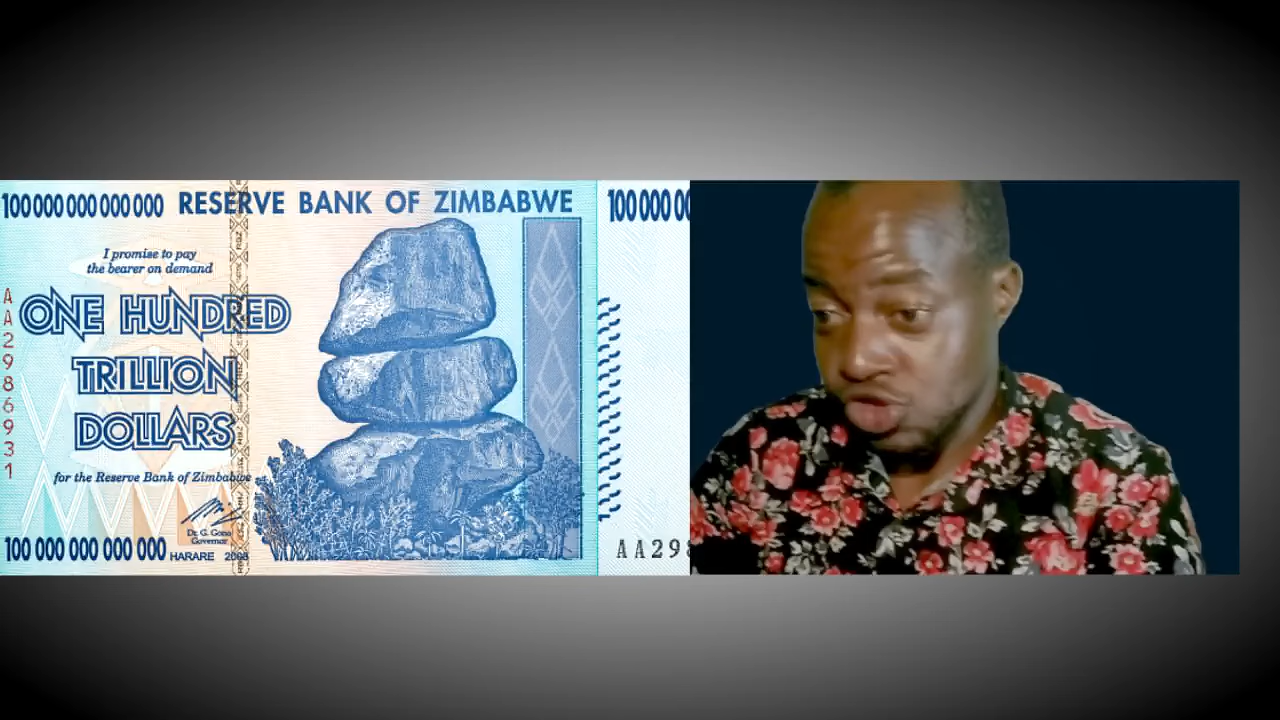 100 000 000 000 000 RESERVE BANK OF ZIMBABWE
100 000 00
I promise to pay
the bearer on demand
ONE HUNDRED
TRILLION
DOLLARS
AA2986931
for the Reserve Bank of Zimbabwe
Dr. G. Gono
Governor
100 000 000 000 000 HARARE 2008
AA298